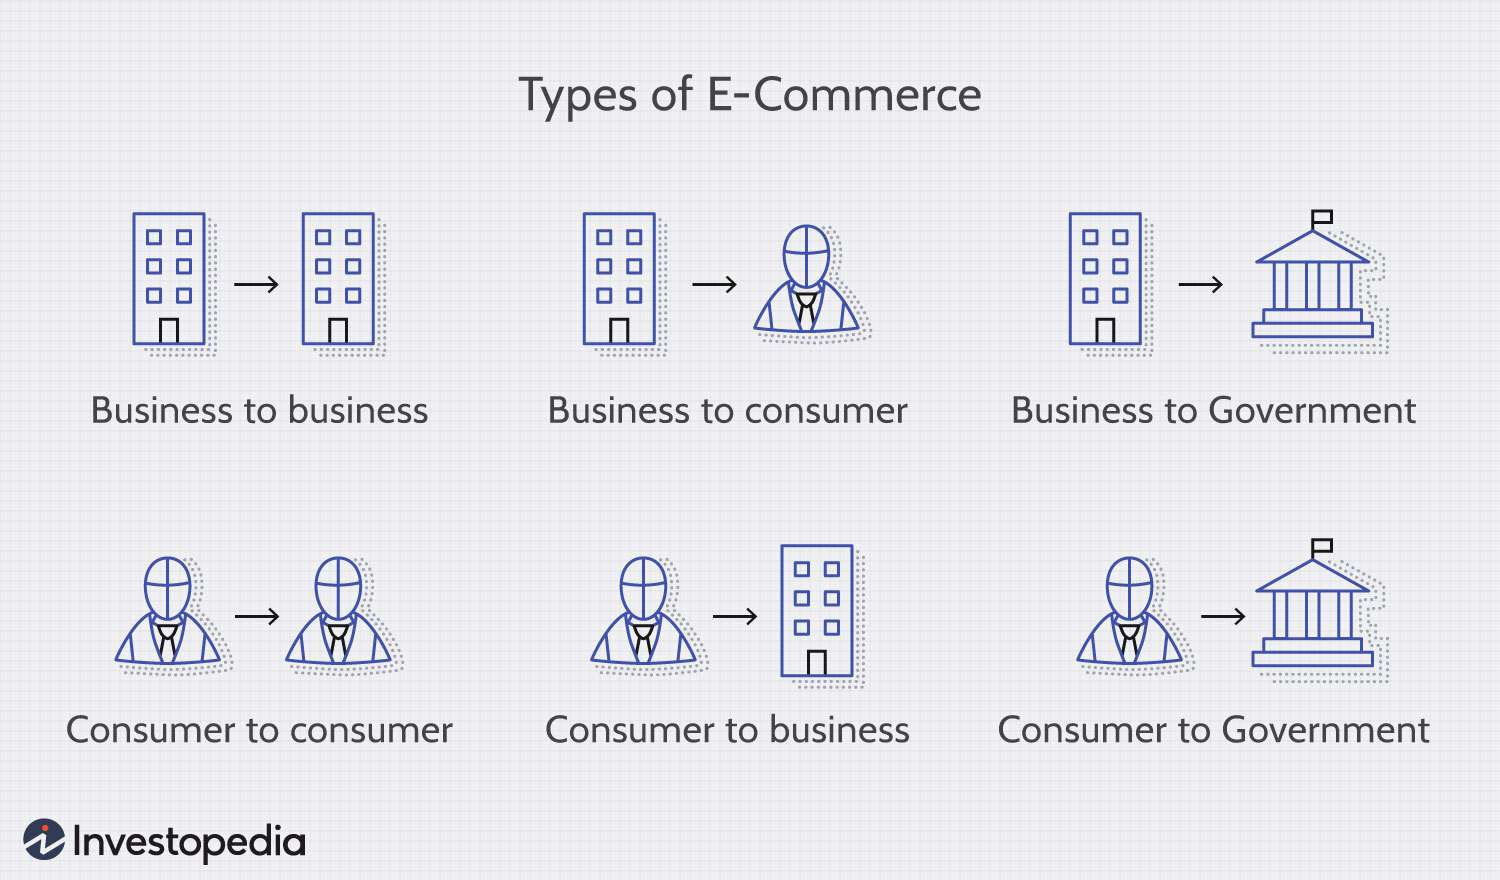 Types of E-Commerce
Business to business
Business to consumer
Business to Government
Consumer to consumer
Consumer to business
Consumer to Government
Investopedia